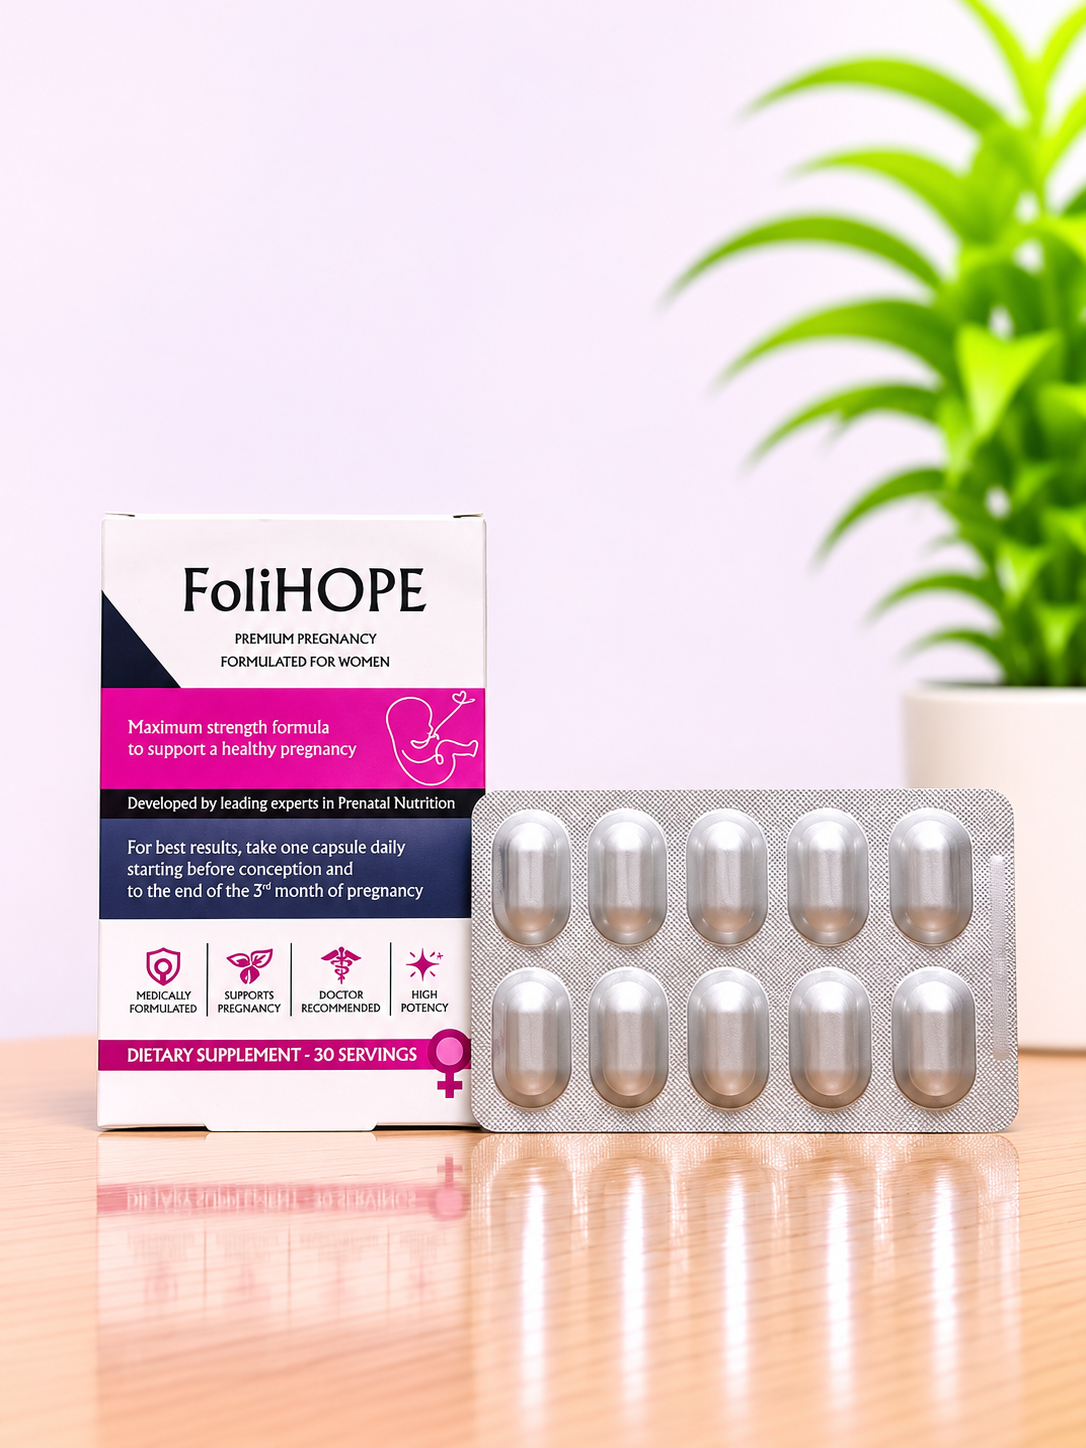 FoliHOPE
PREMIUM PREGNANCY
FORMULATED FOR WOMEN
Maximum strength formula
to support a healthy pregnancy
Developed by leading experts in Prenatal Nutrition
For best results, take one capsule daily
starting before conception and
to the end of the 3rd month of pregnancy
MEDICALLY
FORMULATED
SUPPORTS
PREGNANCY
DOCTOR
RECOMMENDED
HIGH
POTENCY
DIETARY SUPPLEMENT - 30 SERVINGS